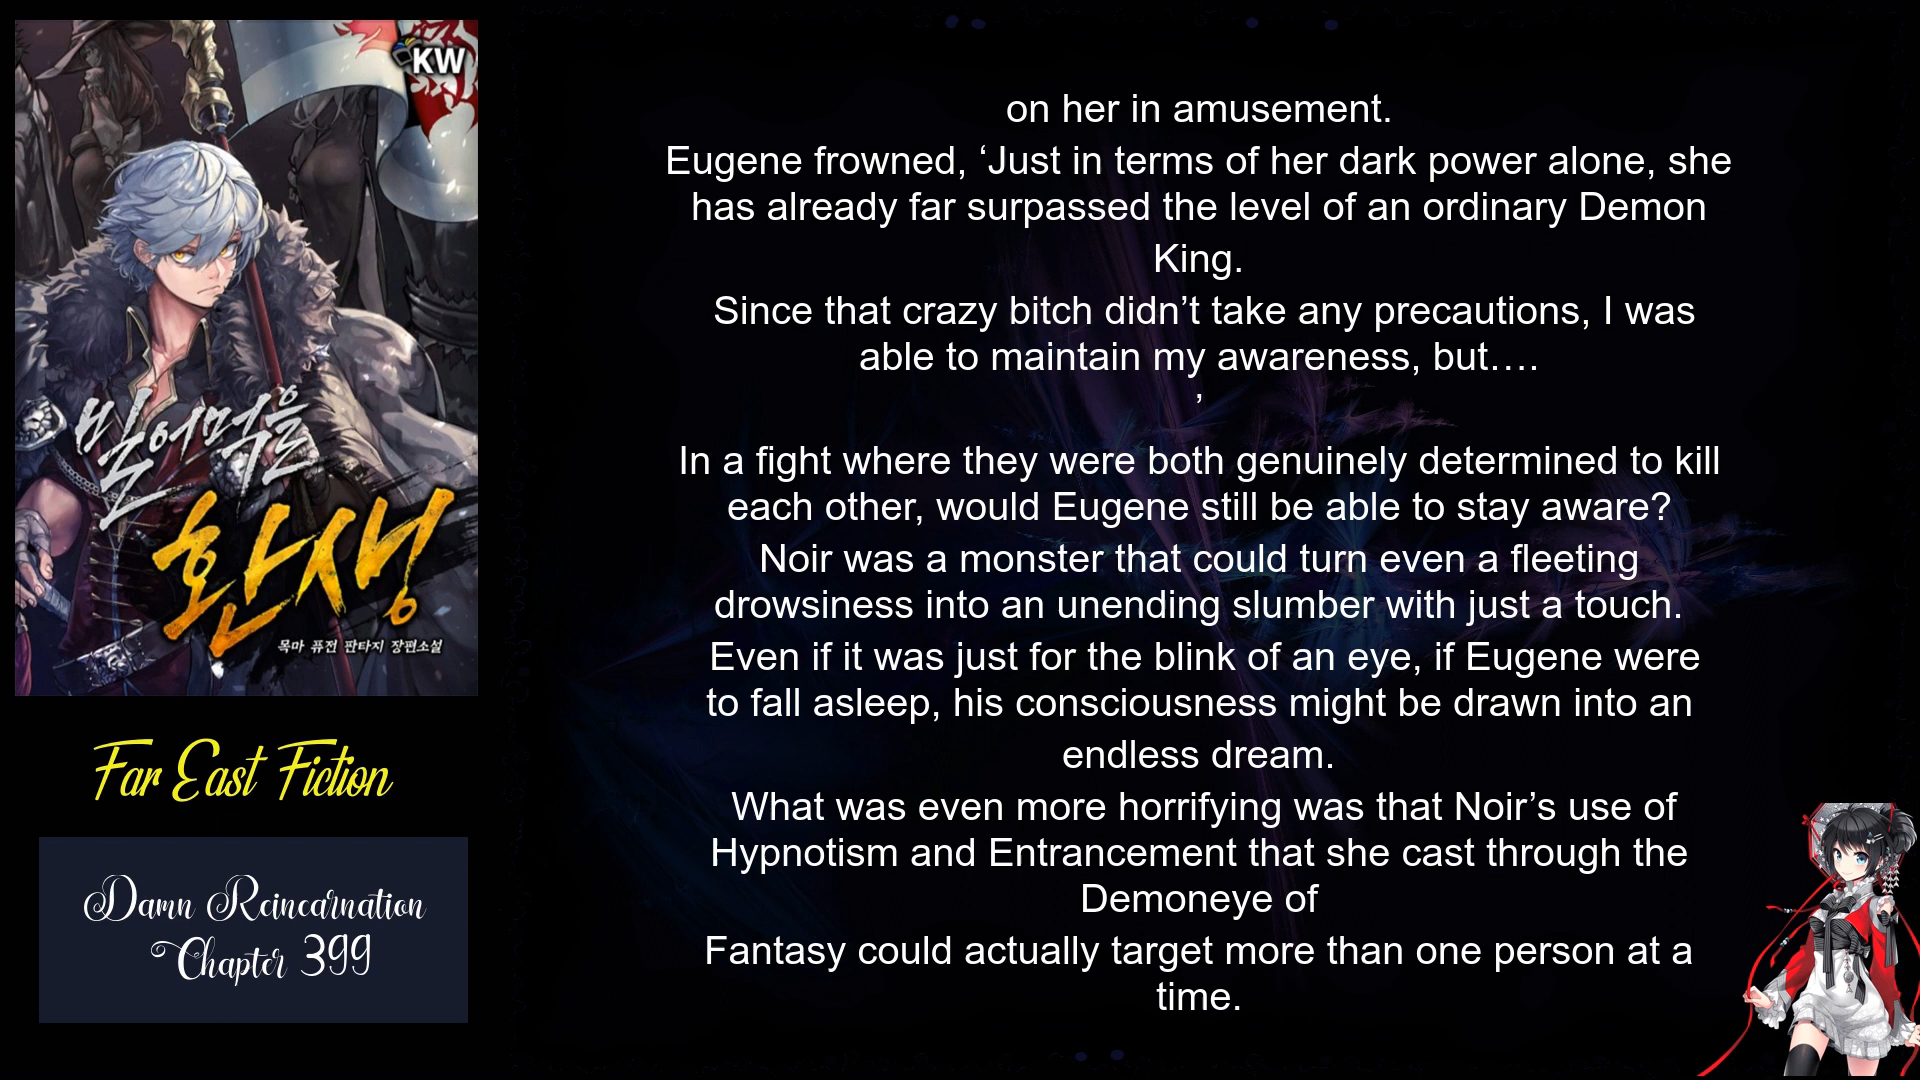 KW
빌어먹을
환생
목마 퓨전 판타지 장편소설
Far East Fiction
Damn Reincarnation
Chapter 399
on her in amusement.
Eugene frowned, ‘Just in terms of her dark power alone, she
has already far surpassed the level of an ordinary Demon
King.
Since that crazy bitch didn’t take any precautions, I was
able to maintain my awareness, but….
’
In a fight where they were both genuinely determined to kill
each other, would Eugene still be able to stay aware?
Noir was a monster that could turn even a fleeting
drowsiness into an unending slumber with just a touch.
Even if it was just for the blink of an eye, if Eugene were
to fall asleep, his consciousness might be drawn into an
endless dream.
What was even more horrifying was that Noir’s use of
Hypnotism and Entrancement that she cast through the
Demoneye of
Fantasy could actually target more than one person at a
time.